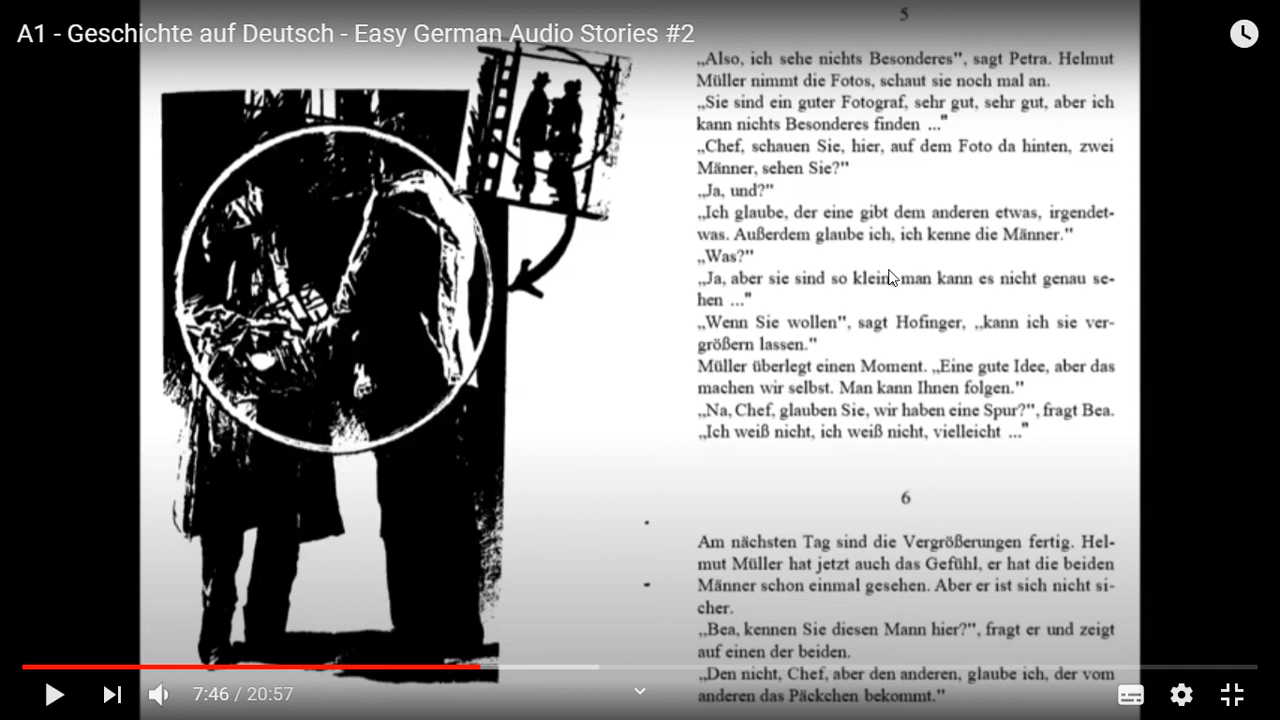 A1 - Geschichte auf Deutsch - Easy German Audio Stories #2
5
„Also, ich sehe nichts Besonderes", sagt Petra. Helmut
Müller nimmt die Fotos, schaut sie noch mal an.
„Sie sind ein guter Fotograf, sehr gut, sehr gut, aber ich
kann nichts Besonderes finden ..."
„Chef, schauen Sie, hier, auf dem Foto da hinten, zwei
Männer, sehen Sie?"
„Ja, und?"
„Ich glaube, der eine gibt dem anderen etwas, irgendet-
was. Außerdem glaube ich, ich kenne die Männer."
„Was?"
„Ja, aber sie sind so klein, man kann es nicht genau se-
hen ..."
„Wenn Sie wollen", sagt Hofinger, „kann ich sie ver-
größern lassen."
Müller überlegt einen Moment. „Eine gute Idee, aber das
machen wir selbst. Man kann Ihnen folgen."
„Na, Chef, glauben Sie, wir haben eine Spur?", fragt Bea.
„Ich weiß nicht, ich weiß nicht, vielleicht ..."
6
Am nächsten Tag sind die Vergrößerungen fertig. Hel-
mut Müller hat jetzt auch das Gefühl, er hat die beiden
Männer schon einmal gesehen. Aber er ist sich nicht si-
cher.
„Bea, kennen Sie diesen Mann hier?", fragt er und zeigt
auf einen der beiden.
„Den nicht, Chef, aber den anderen, glaube ich, der vom
anderen das Päckchen bekommt."
7:46 / 20:57